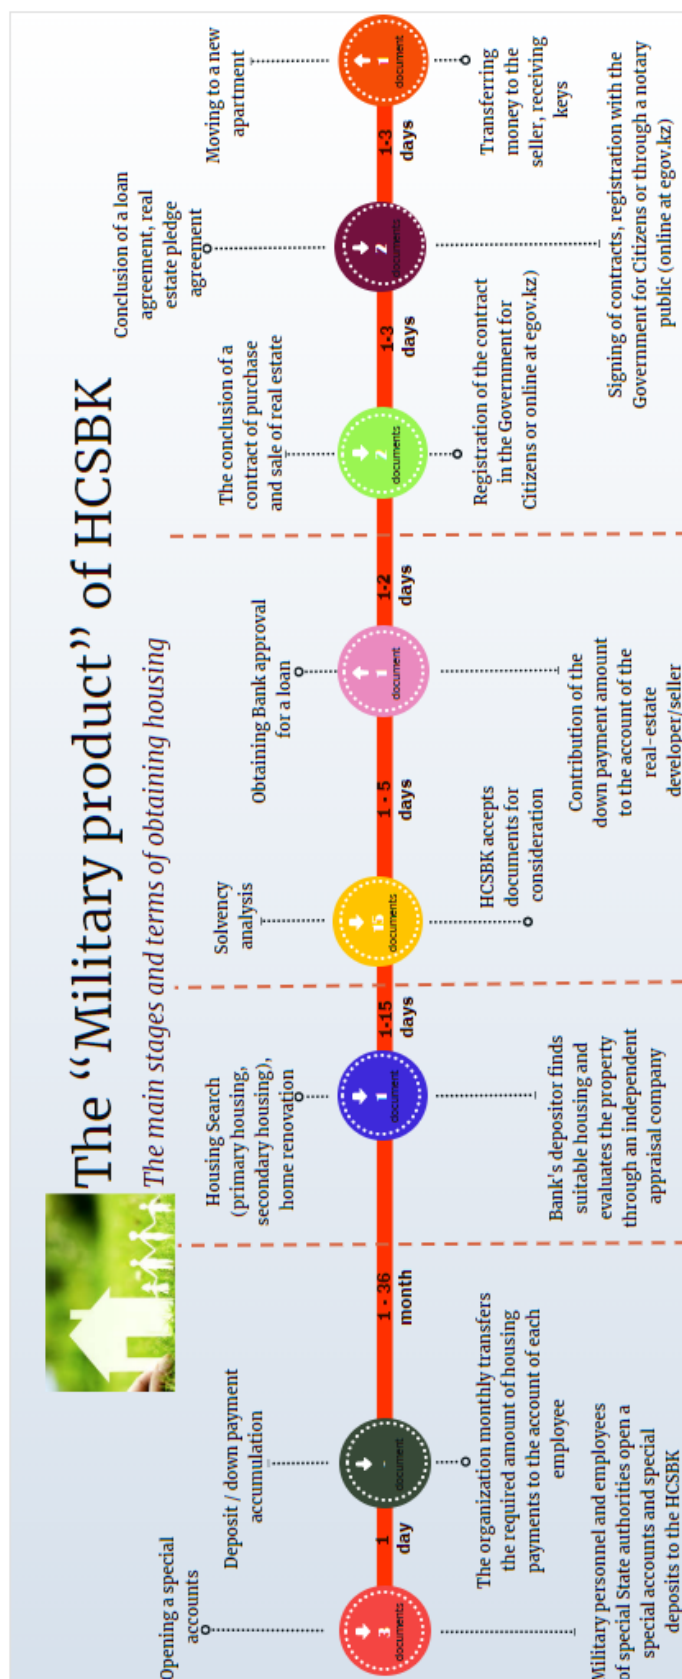 The “Military product” of HCSBK
The main stages and terms of obtaining housing
Opening a special
accounts
Deposit / down payment
accumulation
Housing Search
(primary housing,
secondary housing),
home renovation
Solvency
analysis
Obtaining Bank approval
for a loan
The conclusion of a
contract of purchase
and sale of real estate
Conclusion of a loan
agreement, real
estate pledge
agreement
Moving to a new
apartment
3
documents
1
day
-
document
1 - 36
month
1
document
1-15
days
15
documents
1 - 5
days
1
document
1-2
days
2
documents
1-3
days
2
documents
1-3
days
1
document
Military personnel and employees
of special State authorities open a
special accounts and special
deposits to the HCSBK
The organization monthly transfers
the required amount of housing
payments to the account of each
employee
Bank's depositor finds
suitable housing and
evaluates the property
through an independent
appraisal company
HCSBK accepts
documents for
consideration
Contribution of the
down payment amount
to the account of the
real-estate
developer/seller
Registration of the contract
in the Government for
Citizens or online at egov.kz)
Signing of contracts, registration with the
Government for Citizens or through a notary
public (online at egov.kz)
Transferring
money to the
seller, receiving
keys